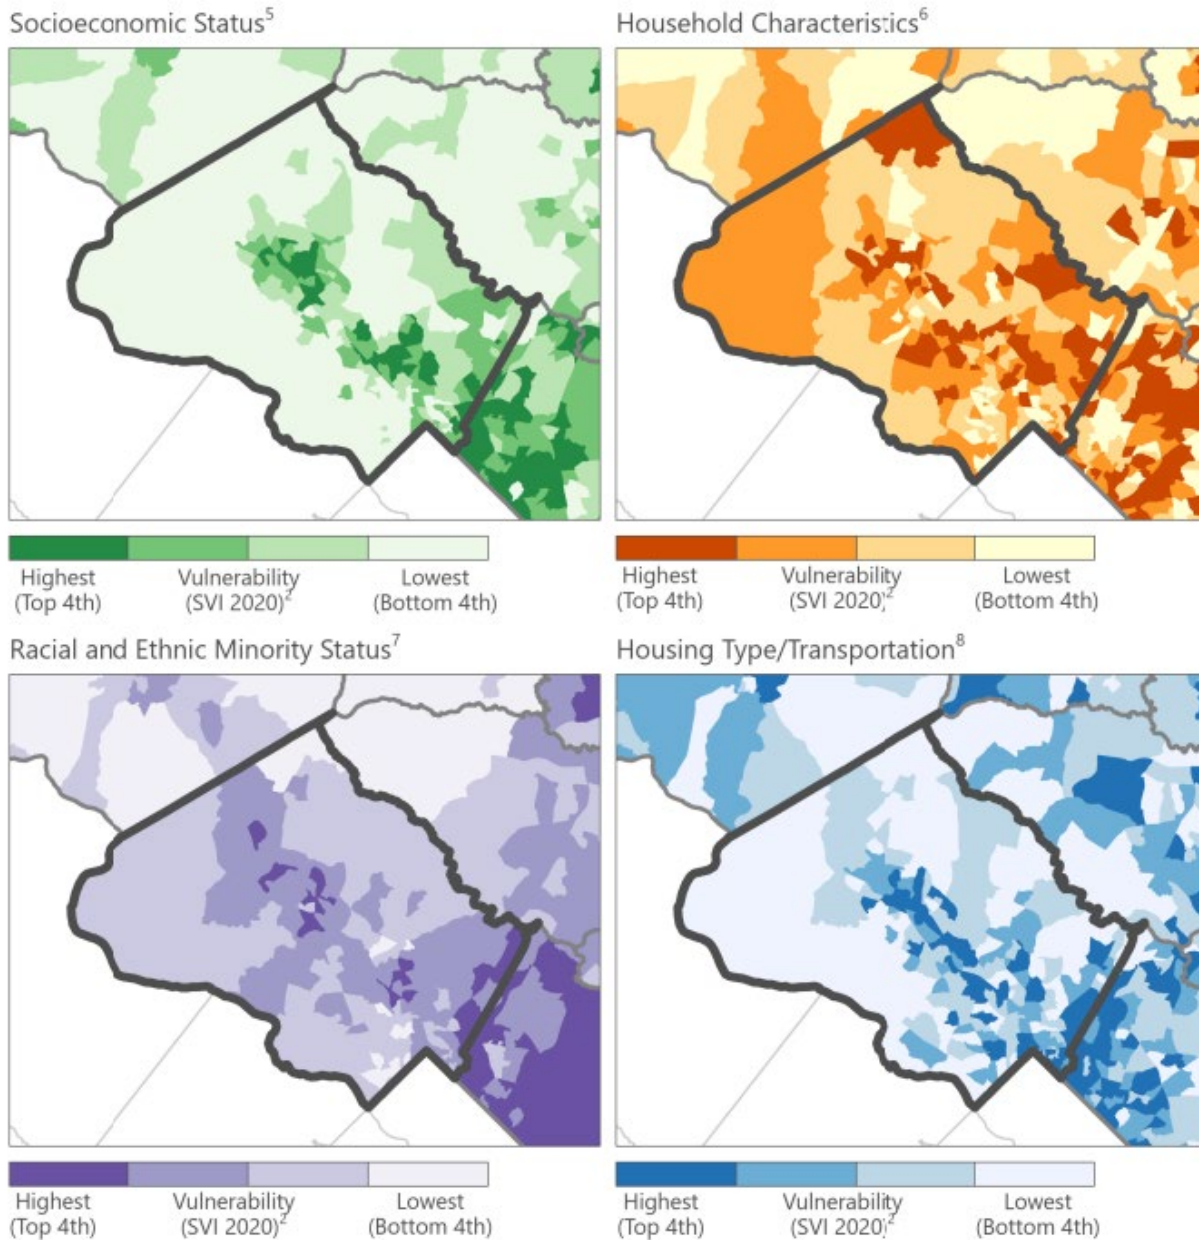 Socioeconomic Status⁵
Household Characteristics⁶
Highest
(Top 4th)
Vulnerability
(SVI 2020)²
Lowest
(Bottom 4th)
Highest
(Top 4th)
Vulnerability
(SVI 2020)²
Lowest
(Bottom 4th)
Racial and Ethnic Minority Status⁷
Housing Type/Transportation⁸
Highest
(Top 4th)
Vulnerability
(SVI 2020)²
Lowest
(Bottom 4th)
Highest
(Top 4th)
Vulnerability
(SVI 2020)²
Lowest
(Bottom 4th)